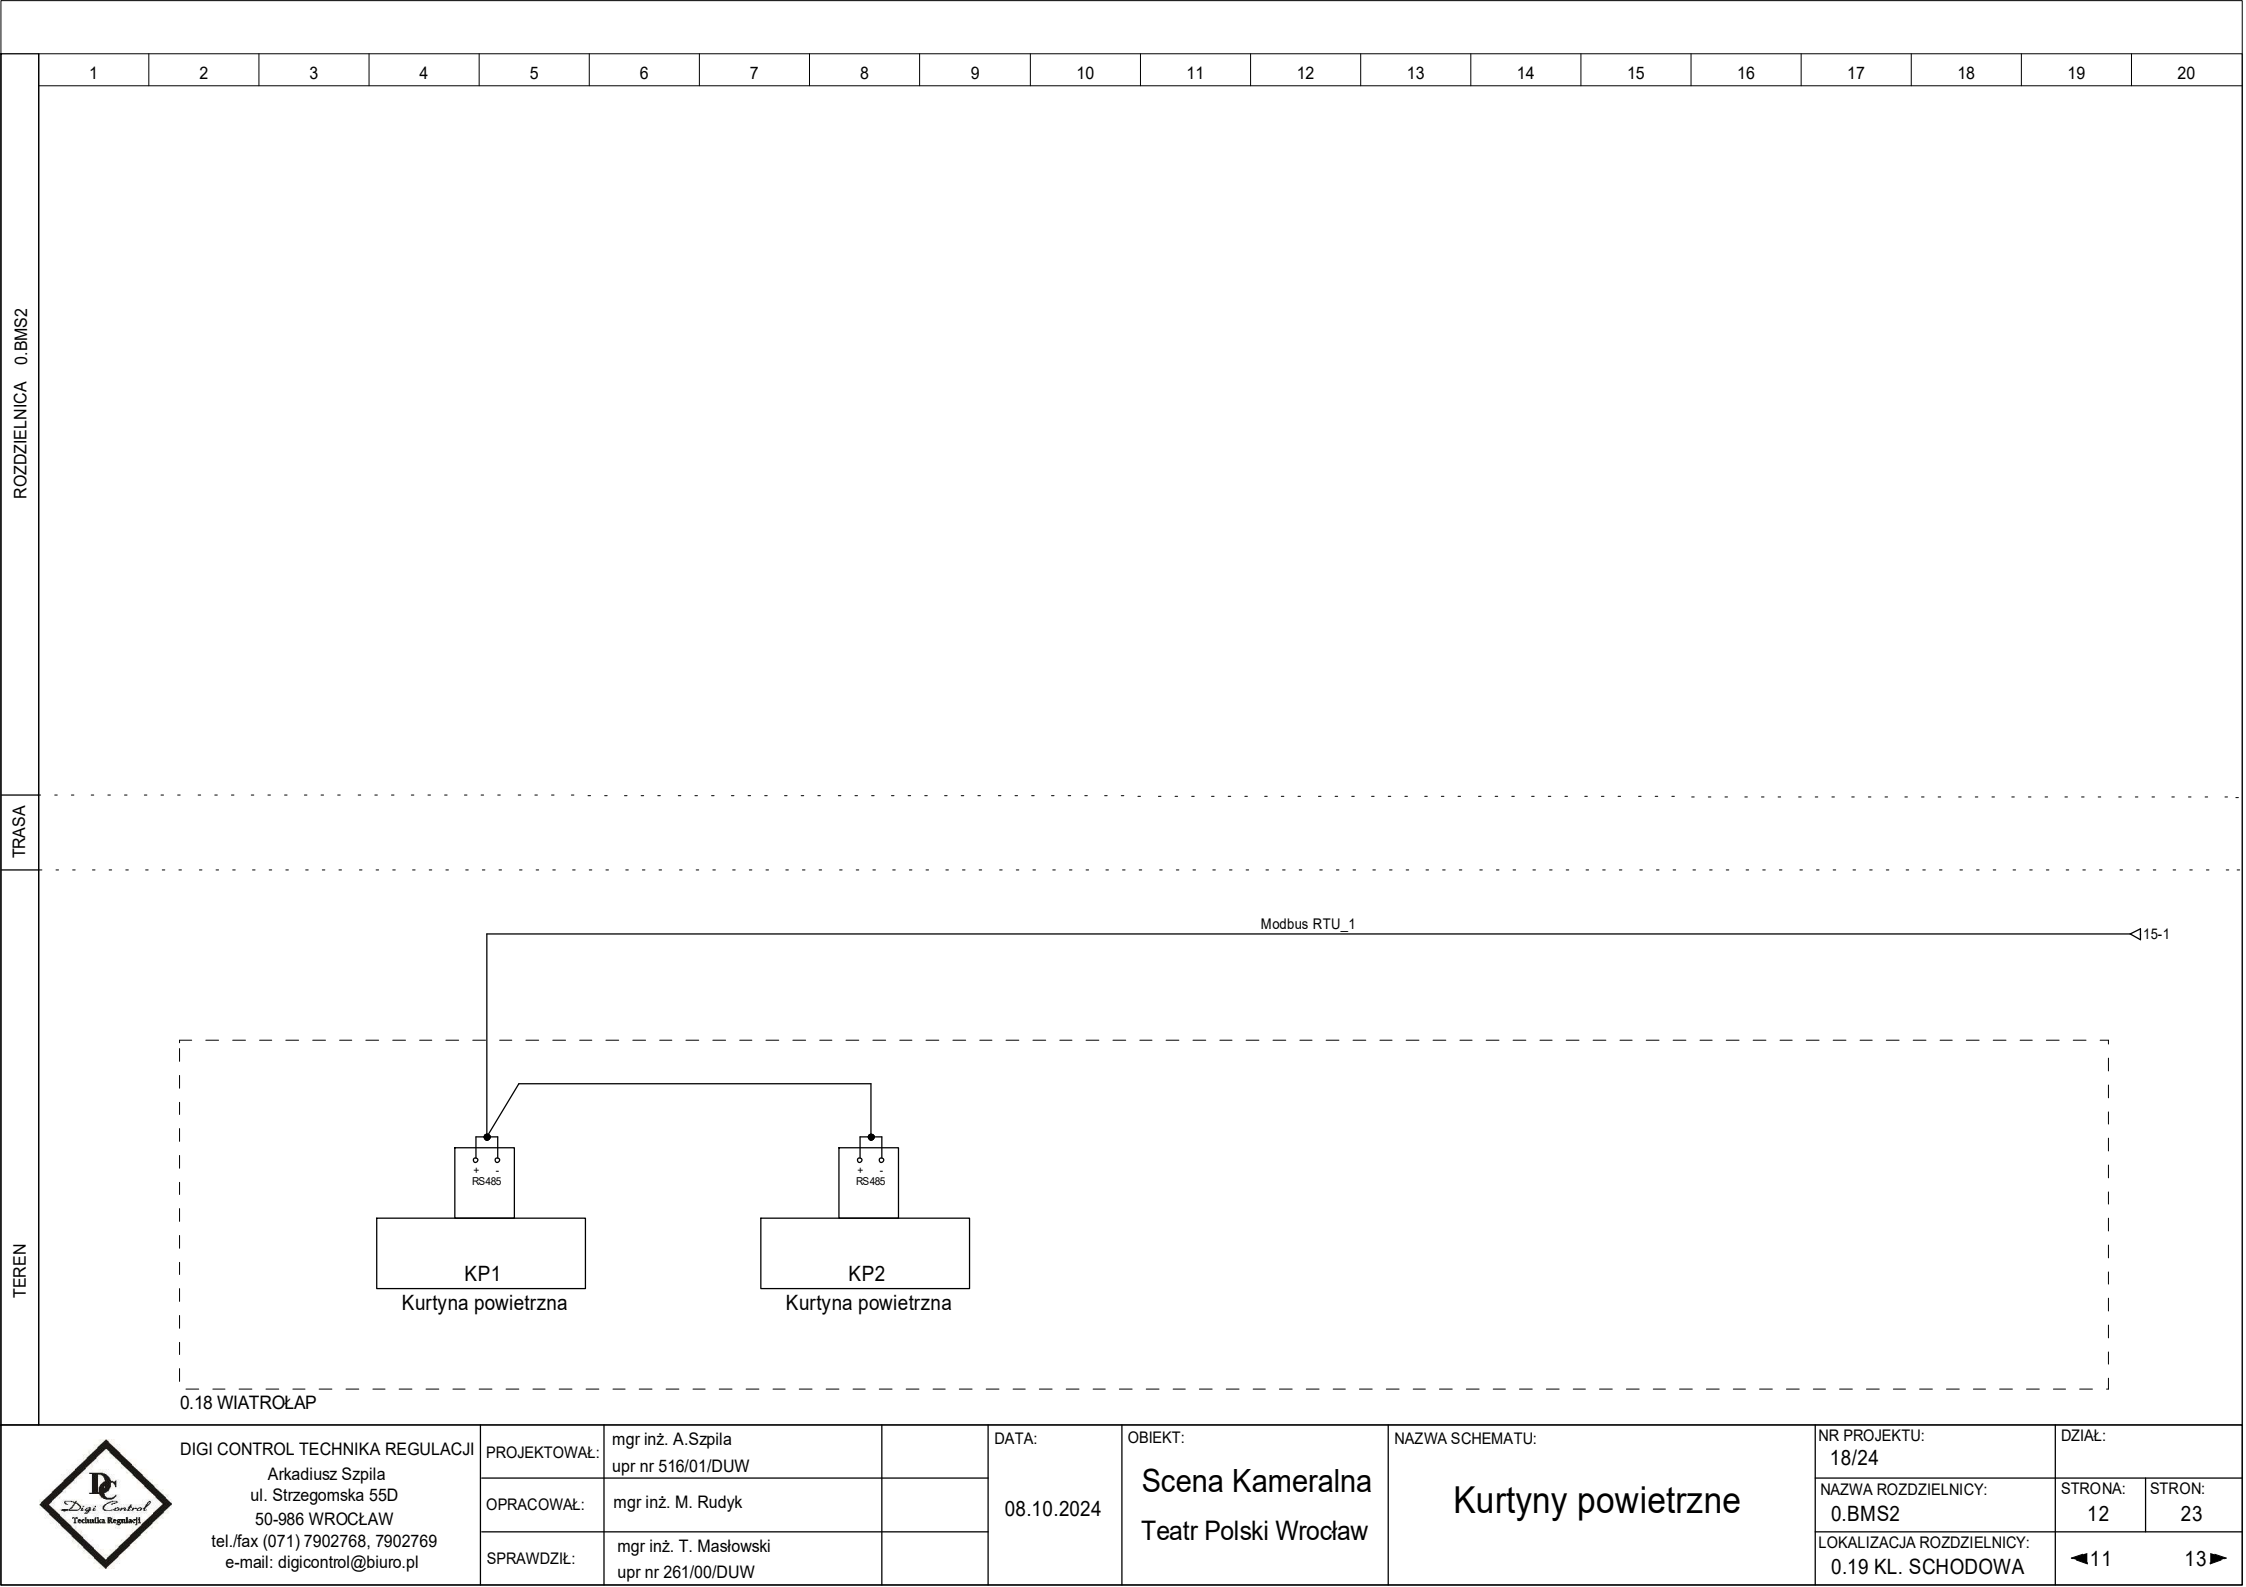 1 2 3 4 5 6 7 8 9 10 11 12 13 14 15 16 17 18 19 20
ROZDZIELNICA 0.BMS2
TRASA
TEREN
Modbus RTU_1
15-1
+ -
RS485
+ -
RS485
KP1
Kurtyna powietrzna
KP2
Kurtyna powietrzna
0.18 WIATROŁAP
DC
Digi Control
Technika Regulacji
DIGI CONTROL TECHNIKA REGULACJI
Arkadiusz Szpila
ul. Strzegomska 55D
50-986 WROCŁAW
tel./fax (071) 7902768, 7902769
e-mail: digicontrol@biuro.pl
PROJEKTOWAŁ:
mgr inż. A.Szpila
upr nr 516/01/DUW
OPRACOWAŁ:
mgr inż. M. Rudyk
SPRAWDZIŁ:
mgr inż. T. Masłowski
upr nr 261/00/DUW
DATA:
08.10.2024
OBIEKT:
Scena Kameralna
Teatr Polski Wrocław
NAZWA SCHEMATU:
Kurtyny powietrzne
NR PROJEKTU:
18/24
NAZWA ROZDZIELNICY:
0.BMS2
LOKALIZACJA ROZDZIELNICY:
0.19 KL. SCHODOWA
DZIAŁ:
STRONA:
12
STRON:
23
◄11
13►